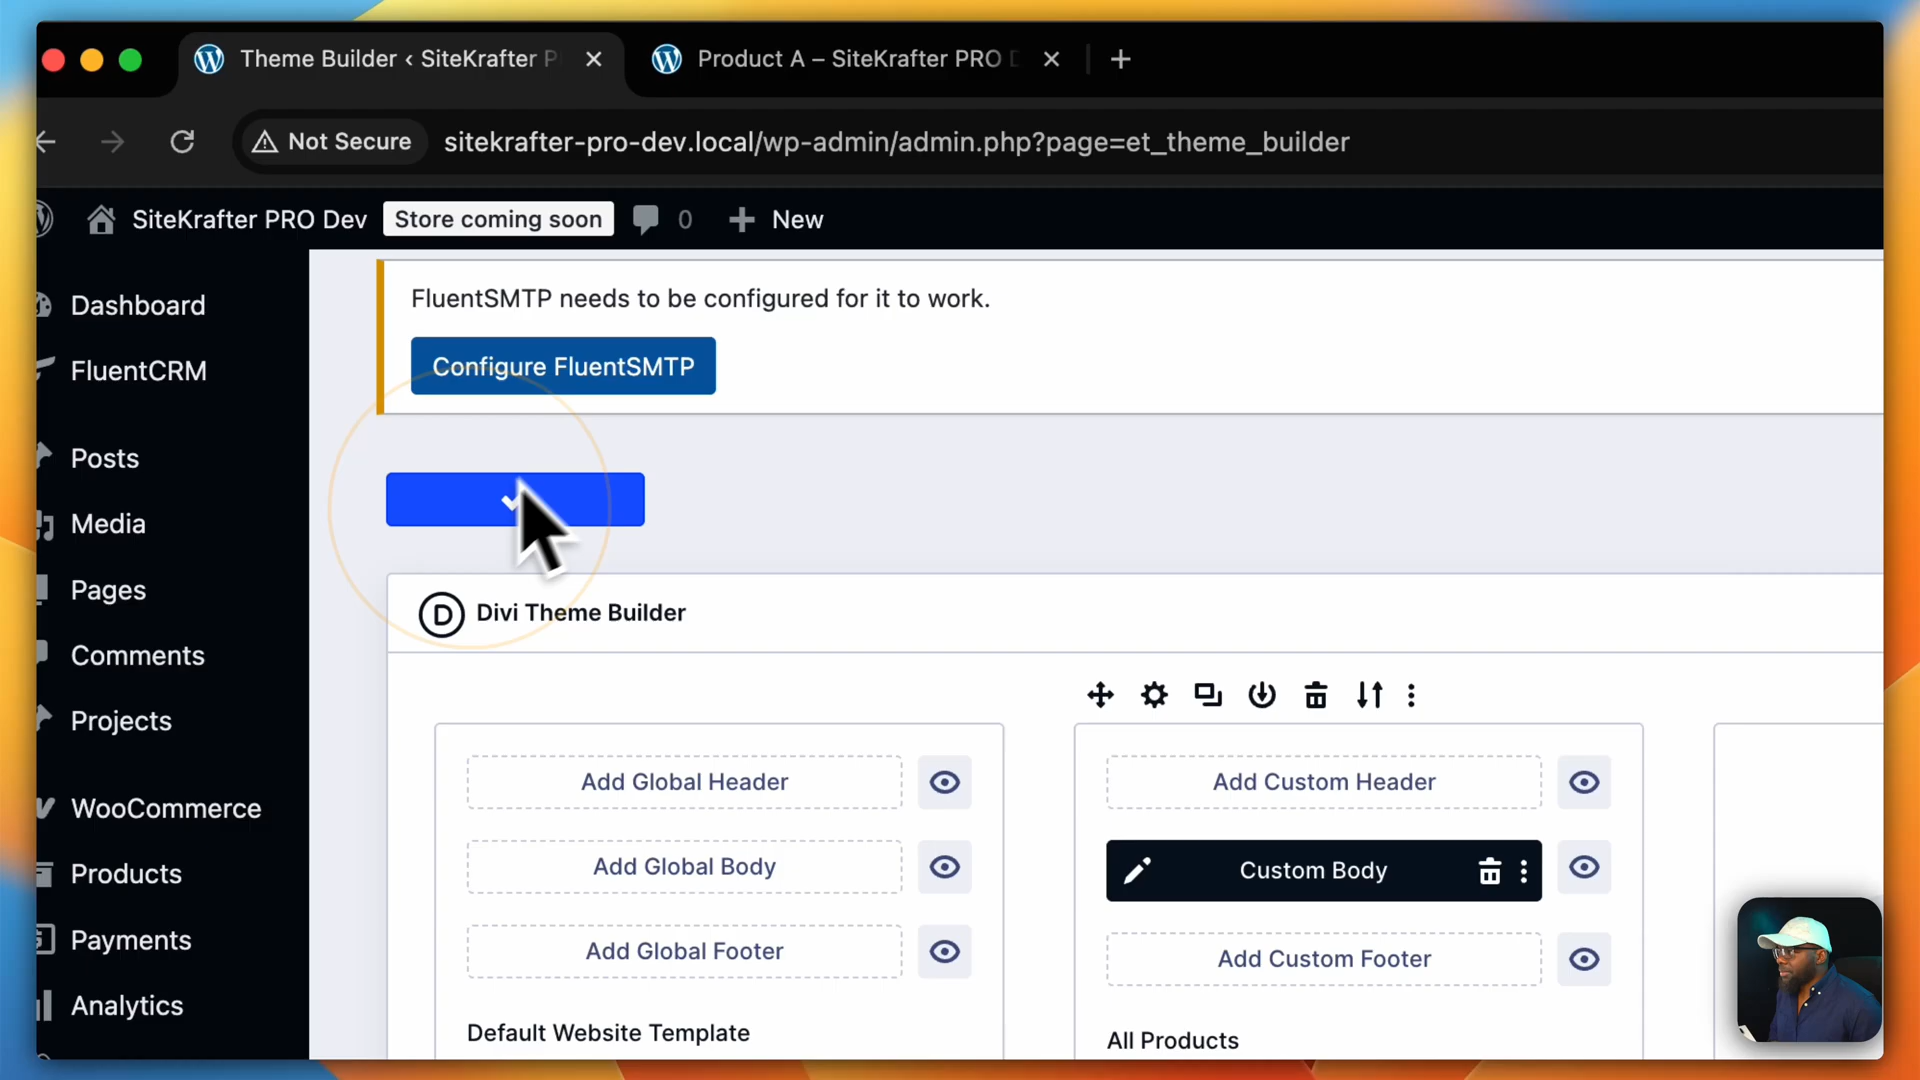 Theme Builder ‹ SiteKrafter P
Product A – SiteKrafter PRO D
Not Secure
sitekrafter-pro-dev.local/wp-admin/admin.php?page=et_theme_builder
SiteKrafter PRO Dev
Store coming soon
0
New
Dashboard
FluentCRM
Posts
Media
Pages
Comments
Projects
WooCommerce
Products
Payments
Analytics
FluentSMTP needs to be configured for it to work.
Configure FluentSMTP
D Divi Theme Builder
Add Global Header
Add Global Body
Add Global Footer
Default Website Template
Add Custom Header
Custom Body
Add Custom Footer
All Products